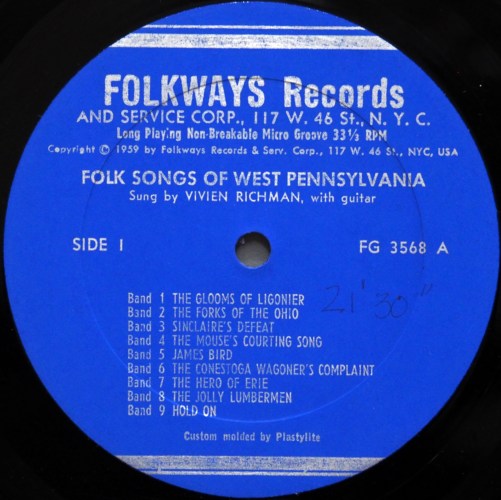 FOLKWAYS Records
AND SERVICE CORP., 117 W. 46 St., N. Y. C.
Long Playing Non-Breakable Micro Groove 33⅓ RPM
Copyright © 1959 by Folkways Records & Serv. Corp., 117 W. 46 St., NYC, USA
FOLK SONGS OF WEST PENNSYLVANIA
Sung by VIVIEN RICHMAN, with guitar
SIDE I
FG 3568 A
21'30"
Band 1 THE GLOOMS OF LIGONIER
Band 2 THE FORKS OF THE OHIO
Band 3 SINCLAIRE'S DEFEAT
Band 4 THE MOUSE'S COURTING SONG
Band 5 JAMES BIRD
Band 6 THE CONESTOGA WAGONER'S COMPLAINT
Band 7 THE HERO OF ERIE
Band 8 THE JOLLY LUMBERMEN
Band 9 HOLD ON
Custom molded by Plastylite